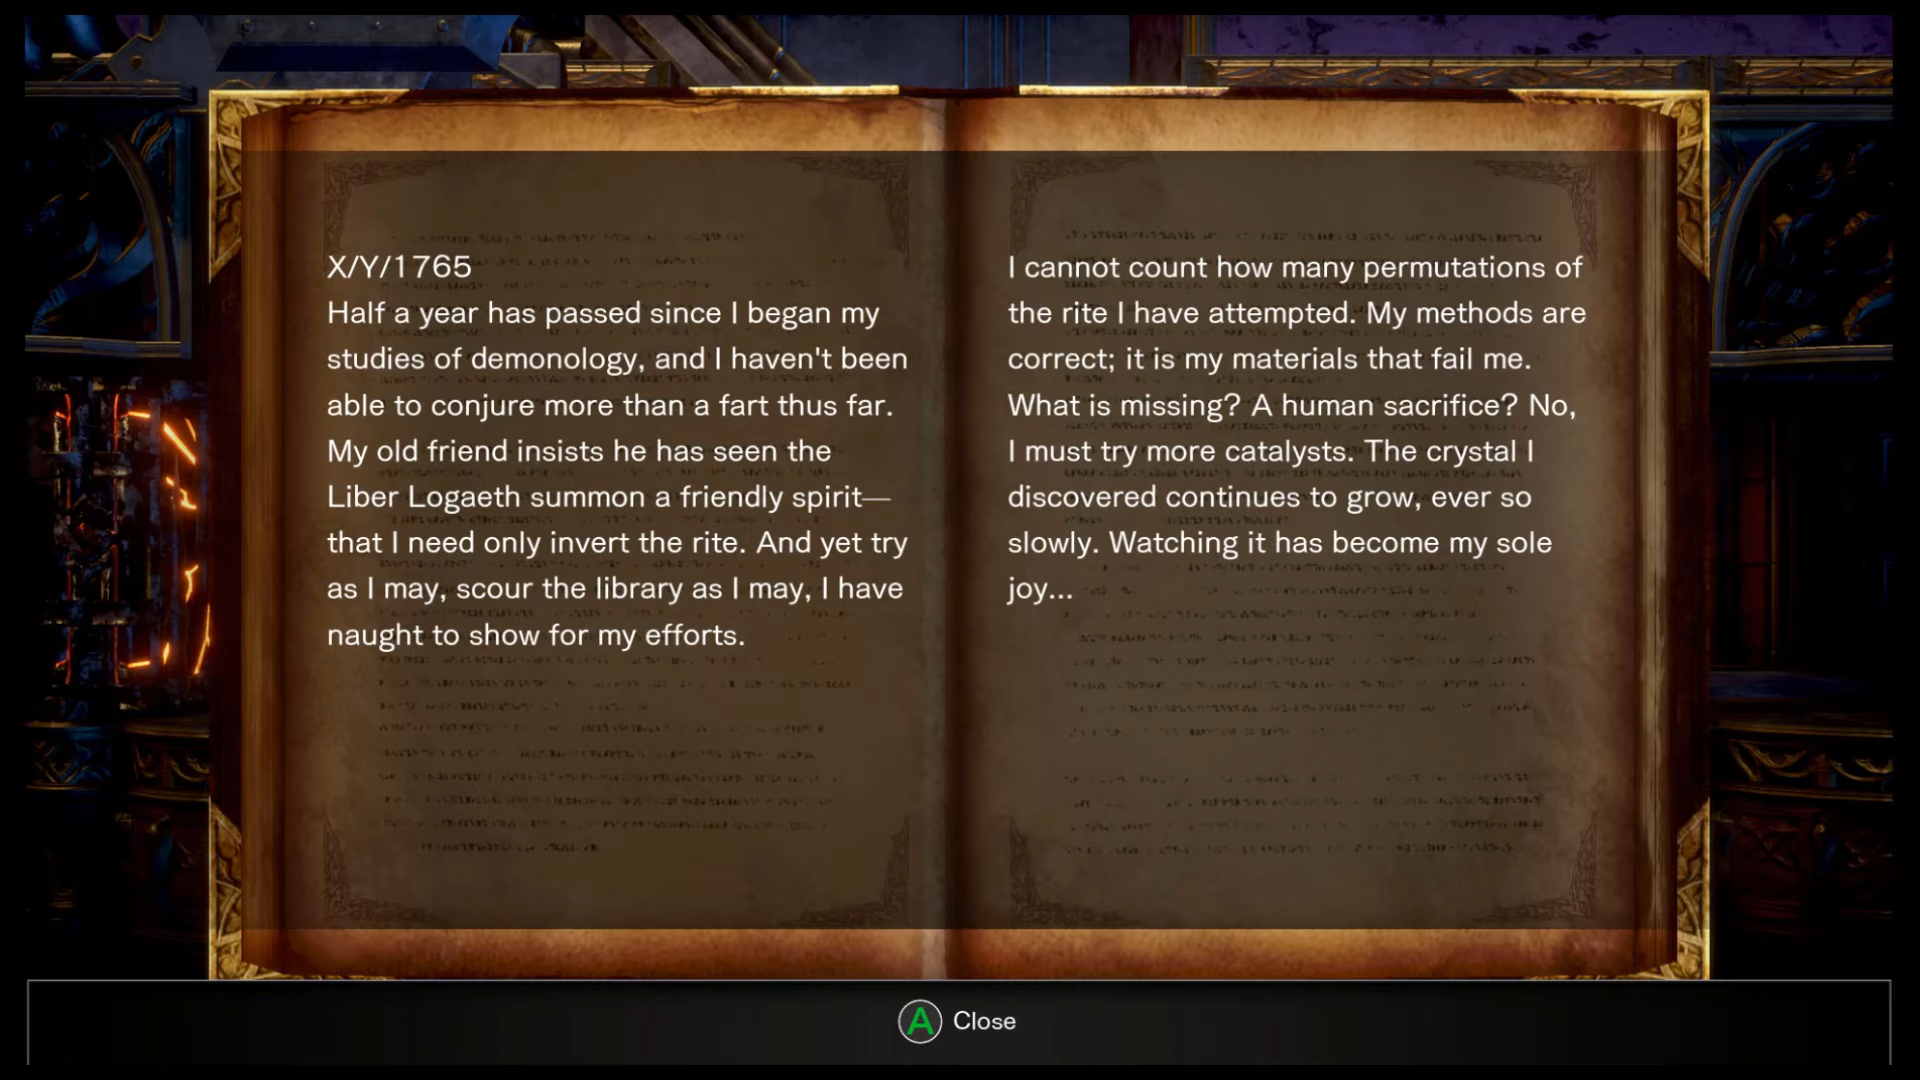 X/Y/1765
Half a year has passed since I began my
studies of demonology, and I haven't been
able to conjure more than a fart thus far.
My old friend insists he has seen the
Liber Logaeth summon a friendly spirit—
that I need only invert the rite. And yet try
as I may, scour the library as I may, I have
naught to show for my efforts.
I cannot count how many permutations of
the rite I have attempted. My methods are
correct; it is my materials that fail me.
What is missing? A human sacrifice? No,
I must try more catalysts. The crystal I
discovered continues to grow, ever so
slowly. Watching it has become my sole
joy...
A Close